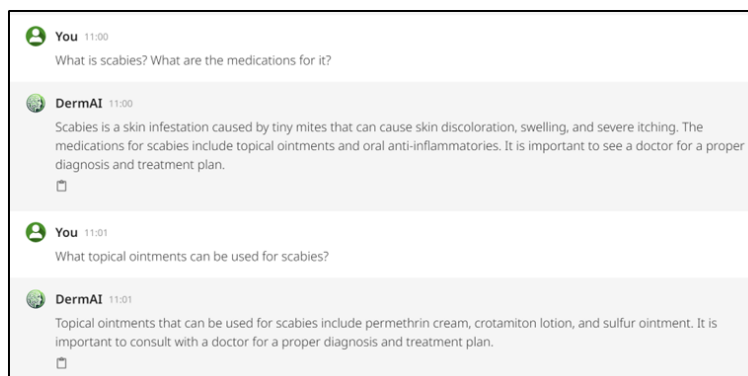 You 11:00
What is scabies? What are the medications for it?
DermAI 11:00
Scabies is a skin infestation caused by tiny mites that can cause skin discoloration, swelling, and severe itching. The
medications for scabies include topical ointments and oral anti-inflammatories. It is important to see a doctor for a proper
diagnosis and treatment plan.
You 11:01
What topical ointments can be used for scabies?
DermAI 11:01
Topical ointments that can be used for scabies include permethrin cream, crotamiton lotion, and sulfur ointment. It is
important to consult with a doctor for a proper diagnosis and treatment plan.